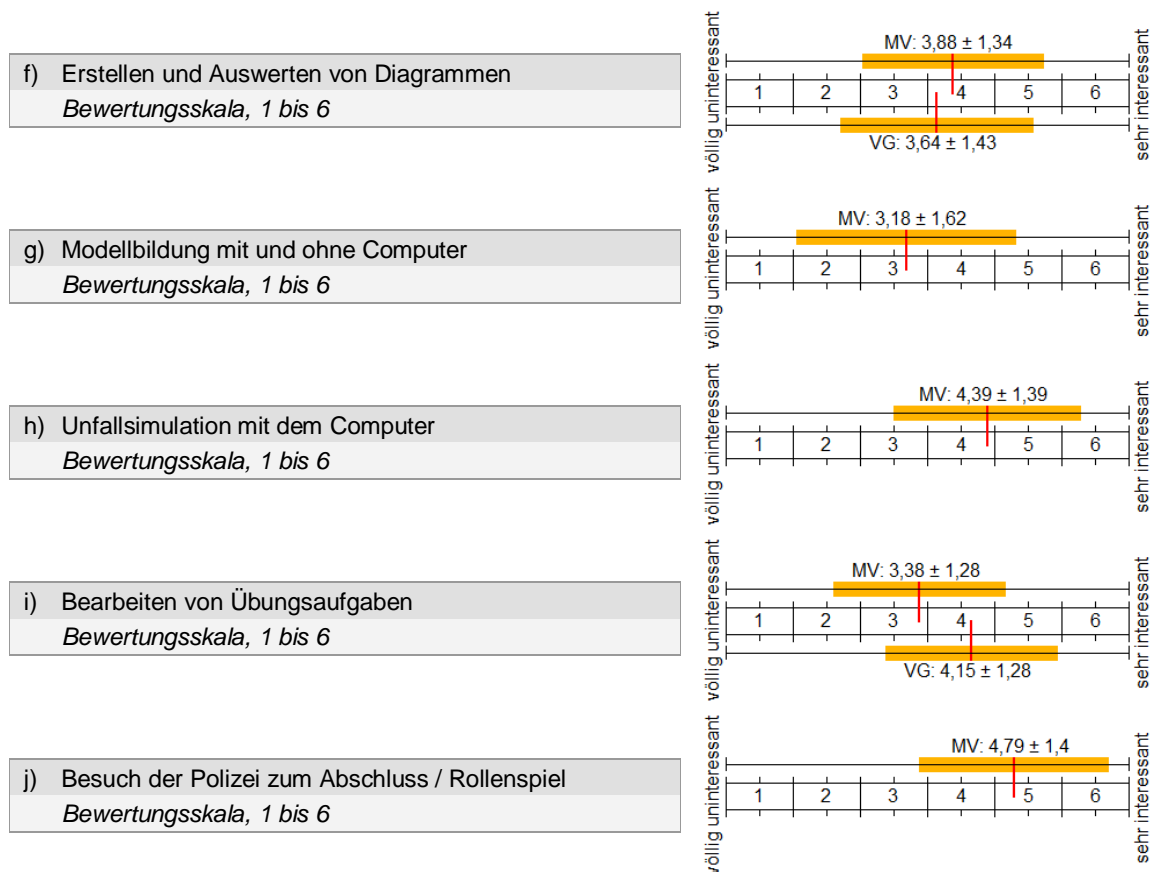 f) Erstellen und Auswerten von Diagrammen
Bewertungsskala, 1 bis 6
völlig uninteressant
MV: 3,88 ± 1,34
1 2 3 4 5 6
VG: 3,64 ± 1,43
sehr interessant
g) Modellbildung mit und ohne Computer
Bewertungsskala, 1 bis 6
völlig uninteressant
MV: 3,18 ± 1,62
1 2 3 4 5 6
sehr interessant
h) Unfallsimulation mit dem Computer
Bewertungsskala, 1 bis 6
völlig uninteressant
MV: 4,39 ± 1,39
1 2 3 4 5 6
sehr interessant
i) Bearbeiten von Übungsaufgaben
Bewertungsskala, 1 bis 6
völlig uninteressant
MV: 3,38 ± 1,28
1 2 3 4 5 6
VG: 4,15 ± 1,28
sehr interessant
j) Besuch der Polizei zum Abschluss / Rollenspiel
Bewertungsskala, 1 bis 6
völlig uninteressant
MV: 4,79 ± 1,4
1 2 3 4 5 6
sehr interessant